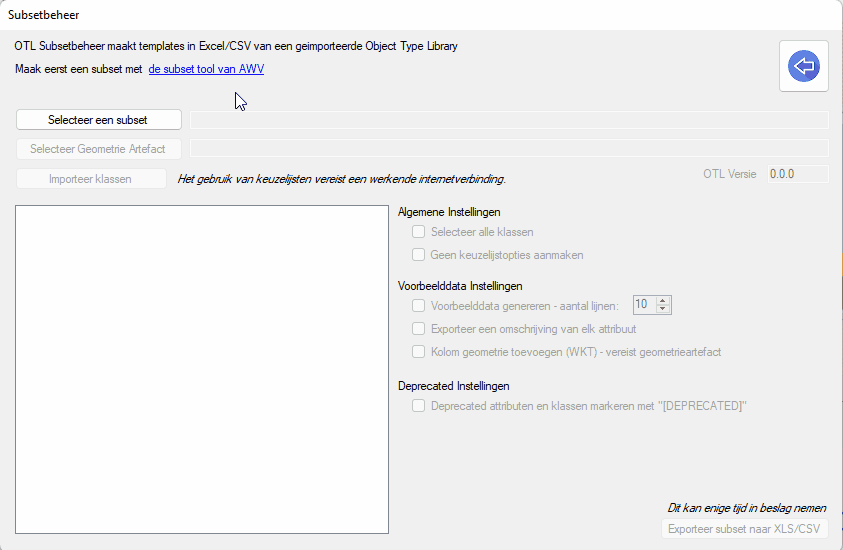 Subsetbeheer
OTL Subsetbeheer maakt templates in Excel/CSV van een geimporteerde Object Type Library
Maak eerst een subset met de subset tool van AWV
Selecteer een subset
Selecteer Geometrie Artefact
Importeer klassen
Het gebruik van keuzelijsten vereist een werkende internetverbinding.
OTL Versie 0.0.0
Algemene Instellingen
Selecteer alle klassen
Geen keuzelijstopties aanmaken
Voorbeelddata Instellingen
Voorbeelddata genereren - aantal lijnen: 10
Exporteer een omschrijving van elk attribuut
Kolom geometrie toevoegen (WKT) - vereist geometrieartefact
Deprecated Instellingen
Deprecated attributen en klassen markeren met "[DEPRECATED]"
Dit kan enige tijd in beslag nemen
Exporteer subset naar XLS/CSV